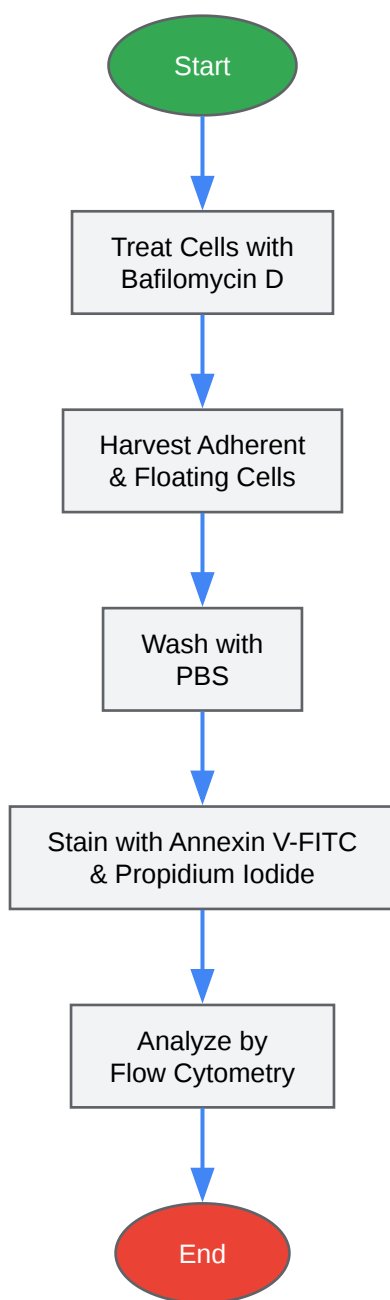 Start
Treat Cells with
Bafilomycin D
Harvest Adherent
& Floating Cells
Wash with
PBS
Stain with Annexin V-FITC
& Propidium Iodide
Analyze by
Flow Cytometry
End